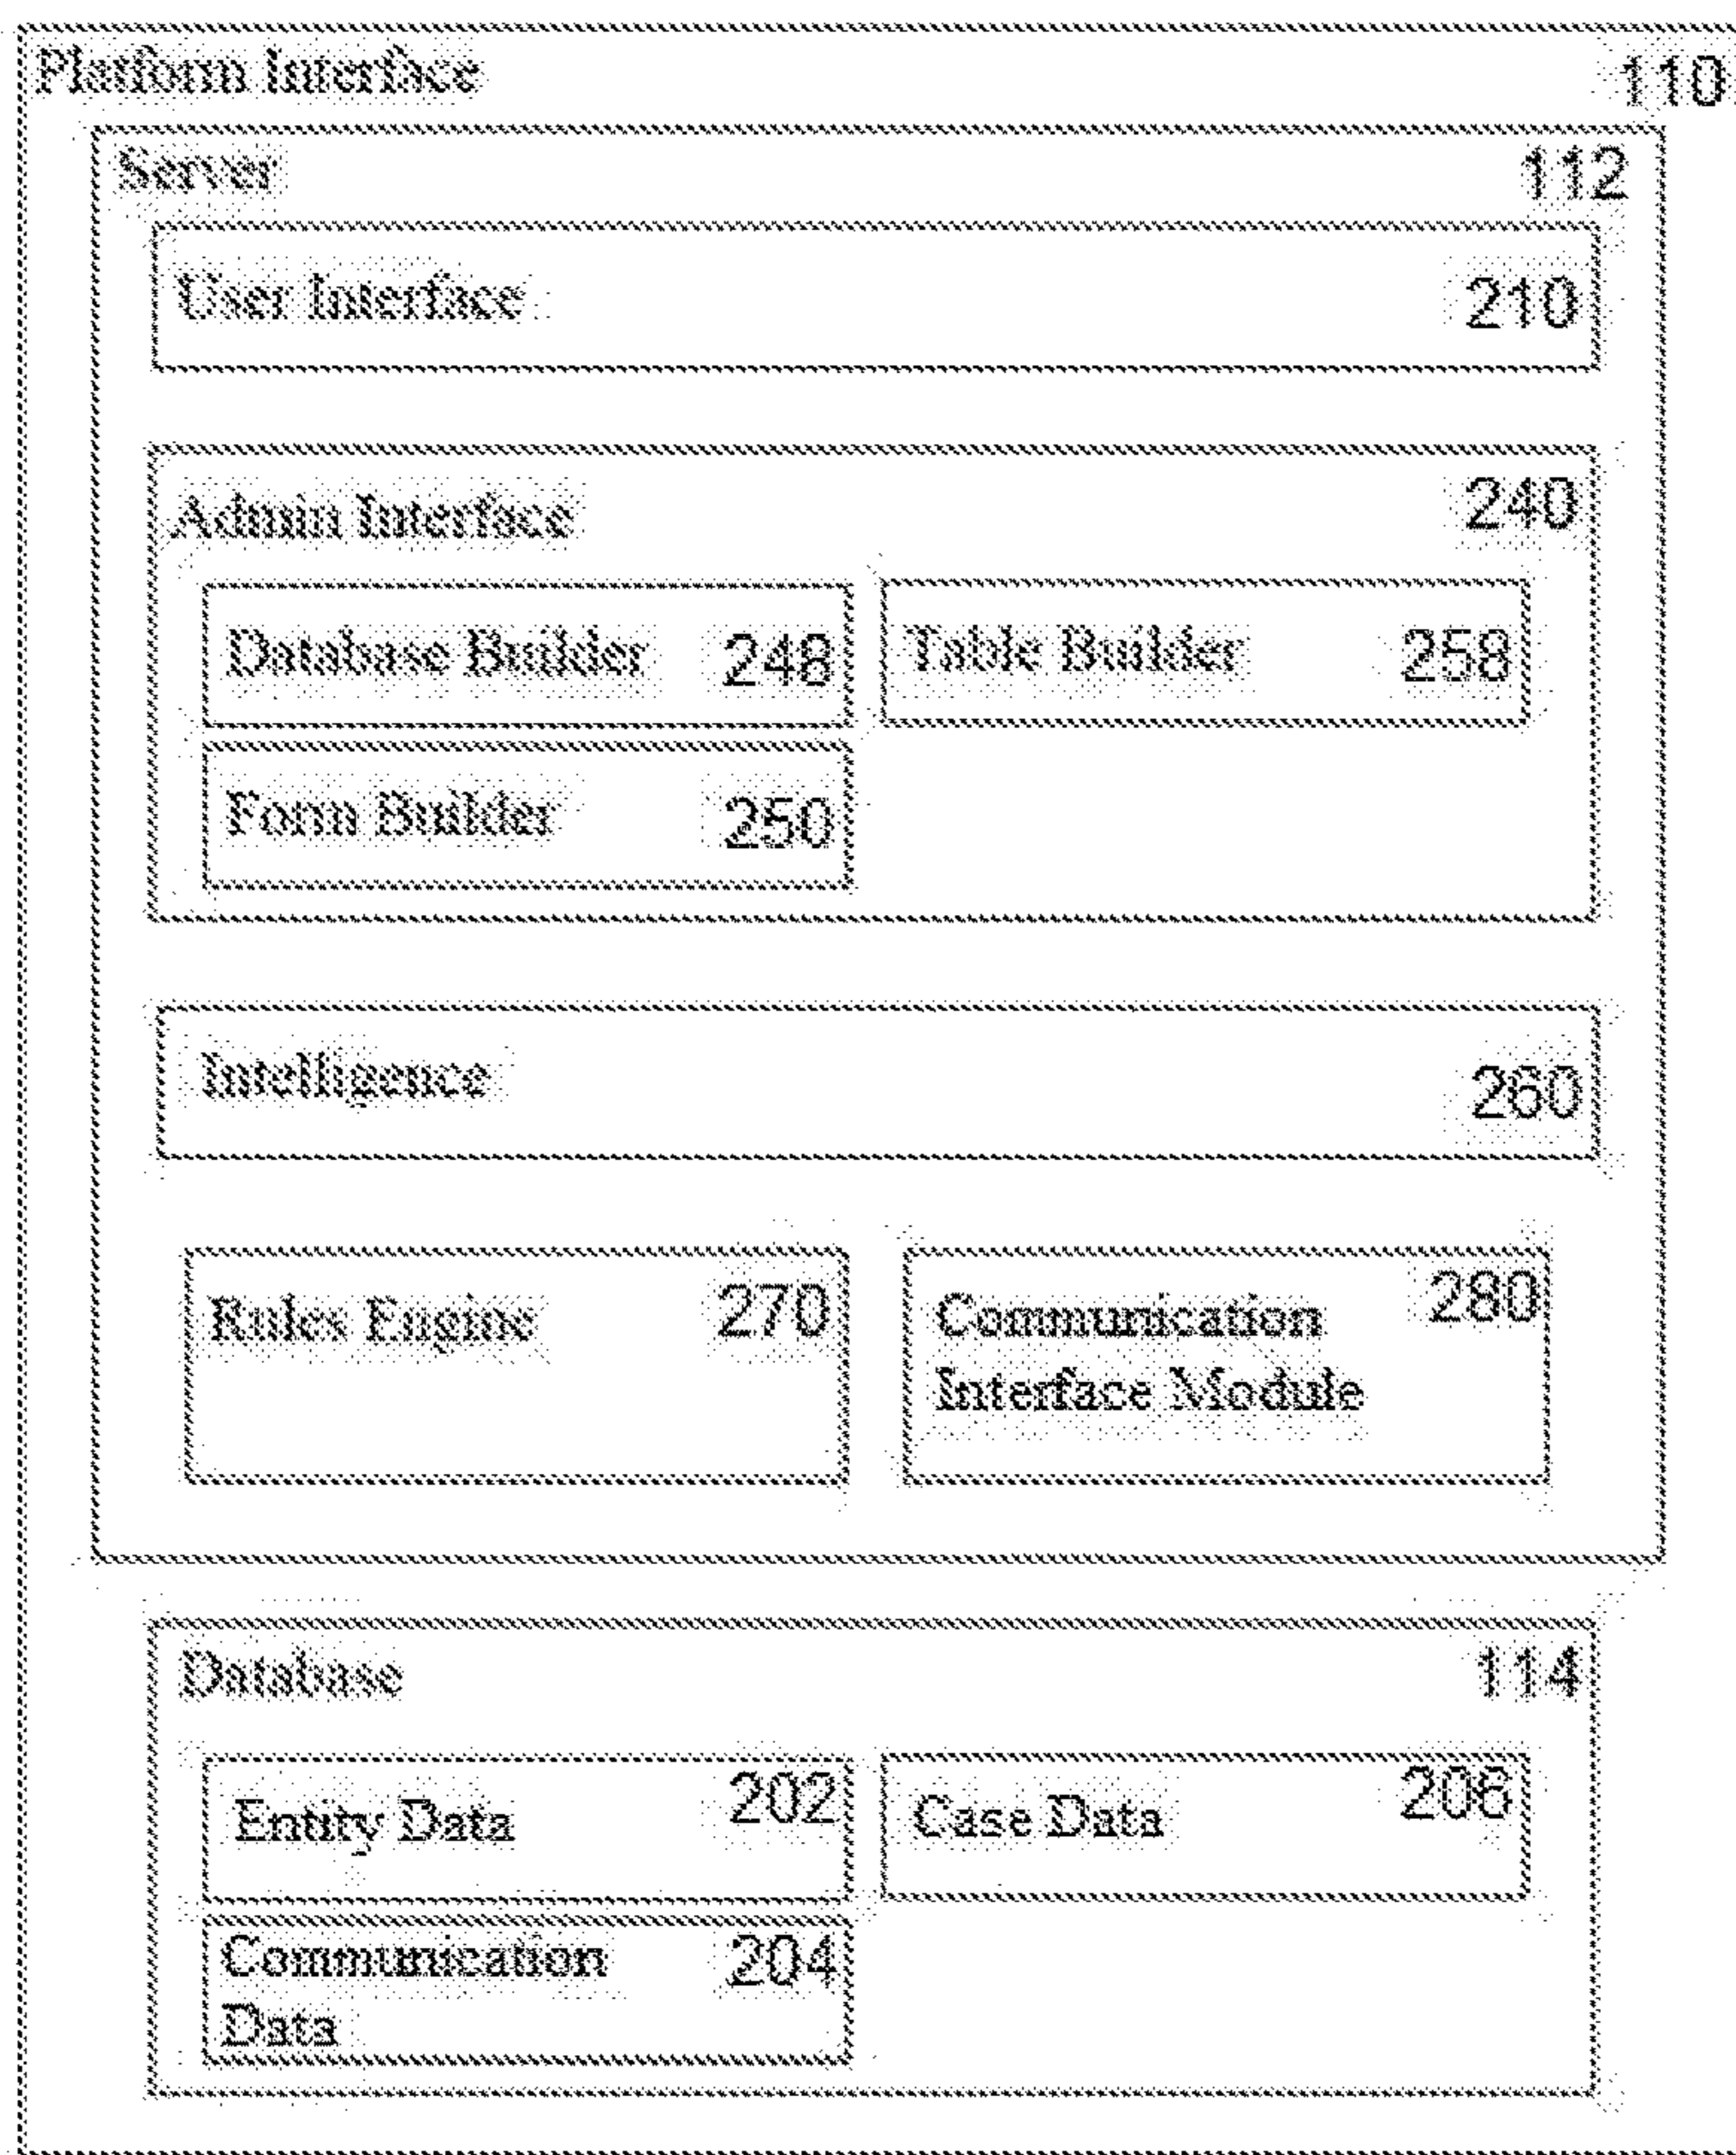 Platform Interface 110
Server 112
User Interface 210
Admin Interface 240
Database Builder 248 Table Builder 258
Form Builder 250
Intelligence 260
Rules Engine 270 Communication 280
Interface Module
Database 114
Entity Data 202 Case Data 206
Communication 204
Data